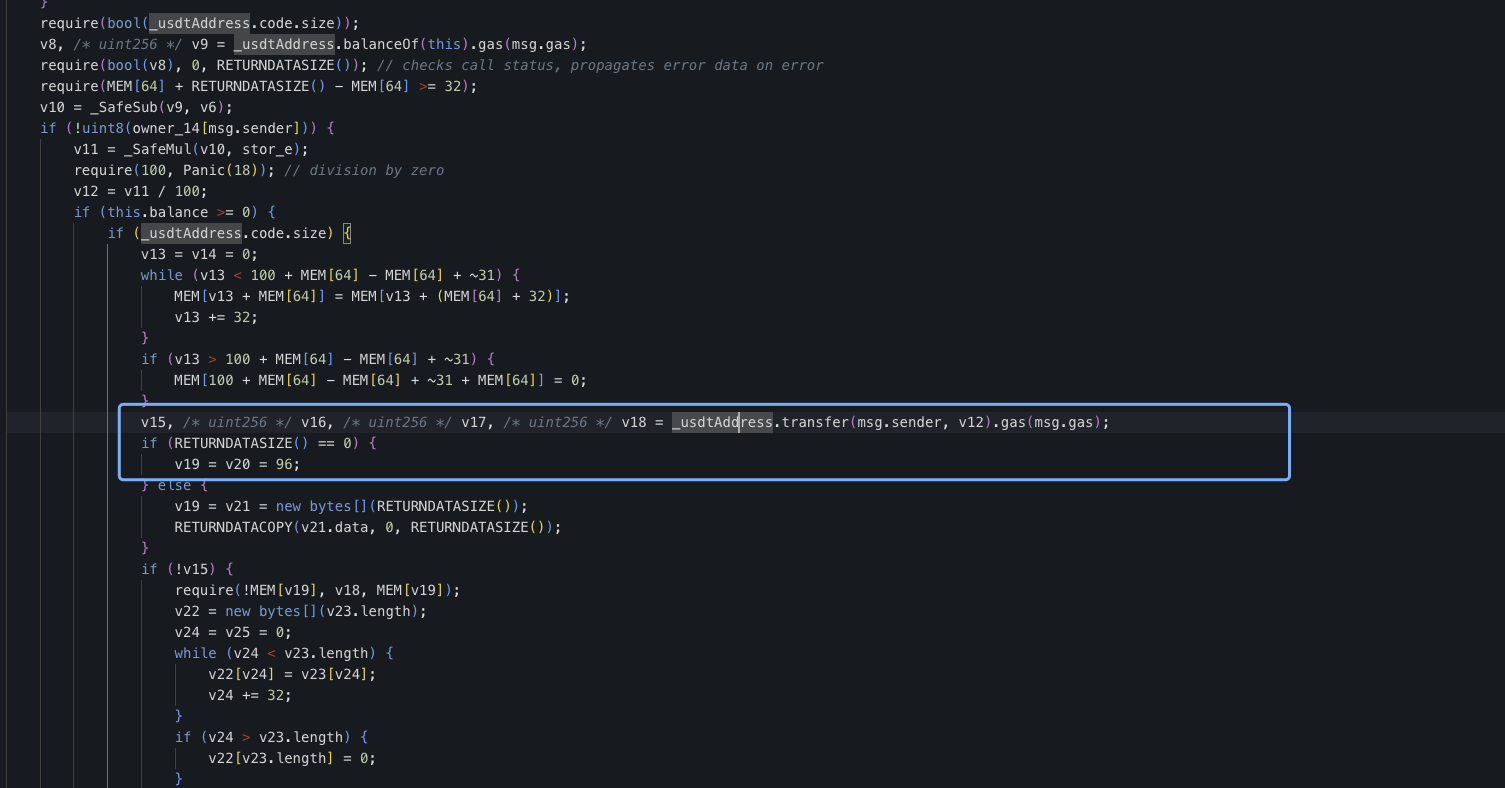 }
require(bool(_usdtAddress.code.size));
v8, /* uint256 */ v9 = _usdtAddress.balanceOf(this).gas(msg.gas);
require(bool(v8), 0, RETURNDATASIZE()); // checks call status, propagates error data on error
require(MEM[64] + RETURNDATASIZE() - MEM[64] >= 32);
v10 = _SafeSub(v9, v6);
if (!uint8(owner_14[msg.sender])) {
v11 = _SafeMul(v10, stor_e);
require(100, Panic(18)); // division by zero
v12 = v11 / 100;
if (this.balance >= 0) {
if (_usdtAddress.code.size) {
v13 = v14 = 0;
while (v13 < 100 + MEM[64] - MEM[64] + ~31) {
MEM[v13 + MEM[64]] = MEM[v13 + (MEM[64] + 32)];
v13 += 32;
}
if (v13 > 100 + MEM[64] - MEM[64] + ~31) {
MEM[100 + MEM[64] - MEM[64] + ~31 + MEM[64]] = 0;
}
v15, /* uint256 */ v16, /* uint256 */ v17, /* uint256 */ v18 = _usdtAddress.transfer(msg.sender, v12).gas(msg.gas);
if (RETURNDATASIZE() == 0) {
v19 = v20 = 96;
} else {
v19 = v21 = new bytes[](RETURNDATASIZE());
RETURNDATACOPY(v21.data, 0, RETURNDATASIZE());
}
if (!v15) {
require(!MEM[v19], v18, MEM[v19]);
v22 = new bytes[](v23.length);
v24 = v25 = 0;
while (v24 < v23.length) {
v22[v24] = v23[v24];
v24 += 32;
}
if (v24 > v23.length) {
v22[v23.length] = 0;
}